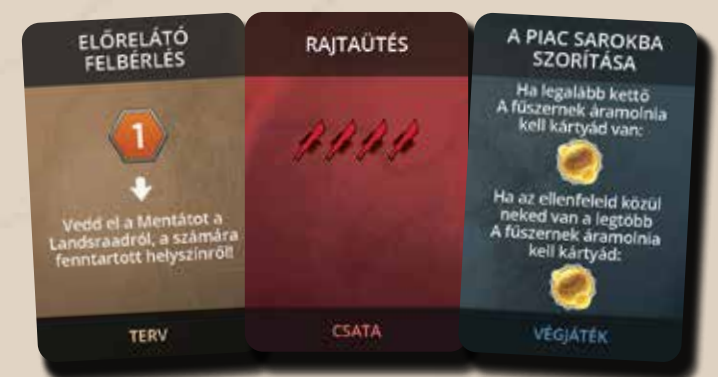 ELŐRELÁTÓ
FELBÉRLÉS
1
Vedd el a Mentátot a
Landsraadról, a számára
fenntartott helyszínről!
TERV
RAJTAÜTÉS
CSATA
A PIAC SAROKBA
SZORÍTÁSA
Ha legalább kettő
A fűszernek áramolnia
kell kártyád van:
Ha az ellenfeleid közül
neked van a legtöbb
A fűszernek áramolnia
kell kártyád:
VÉGJÁTÉK